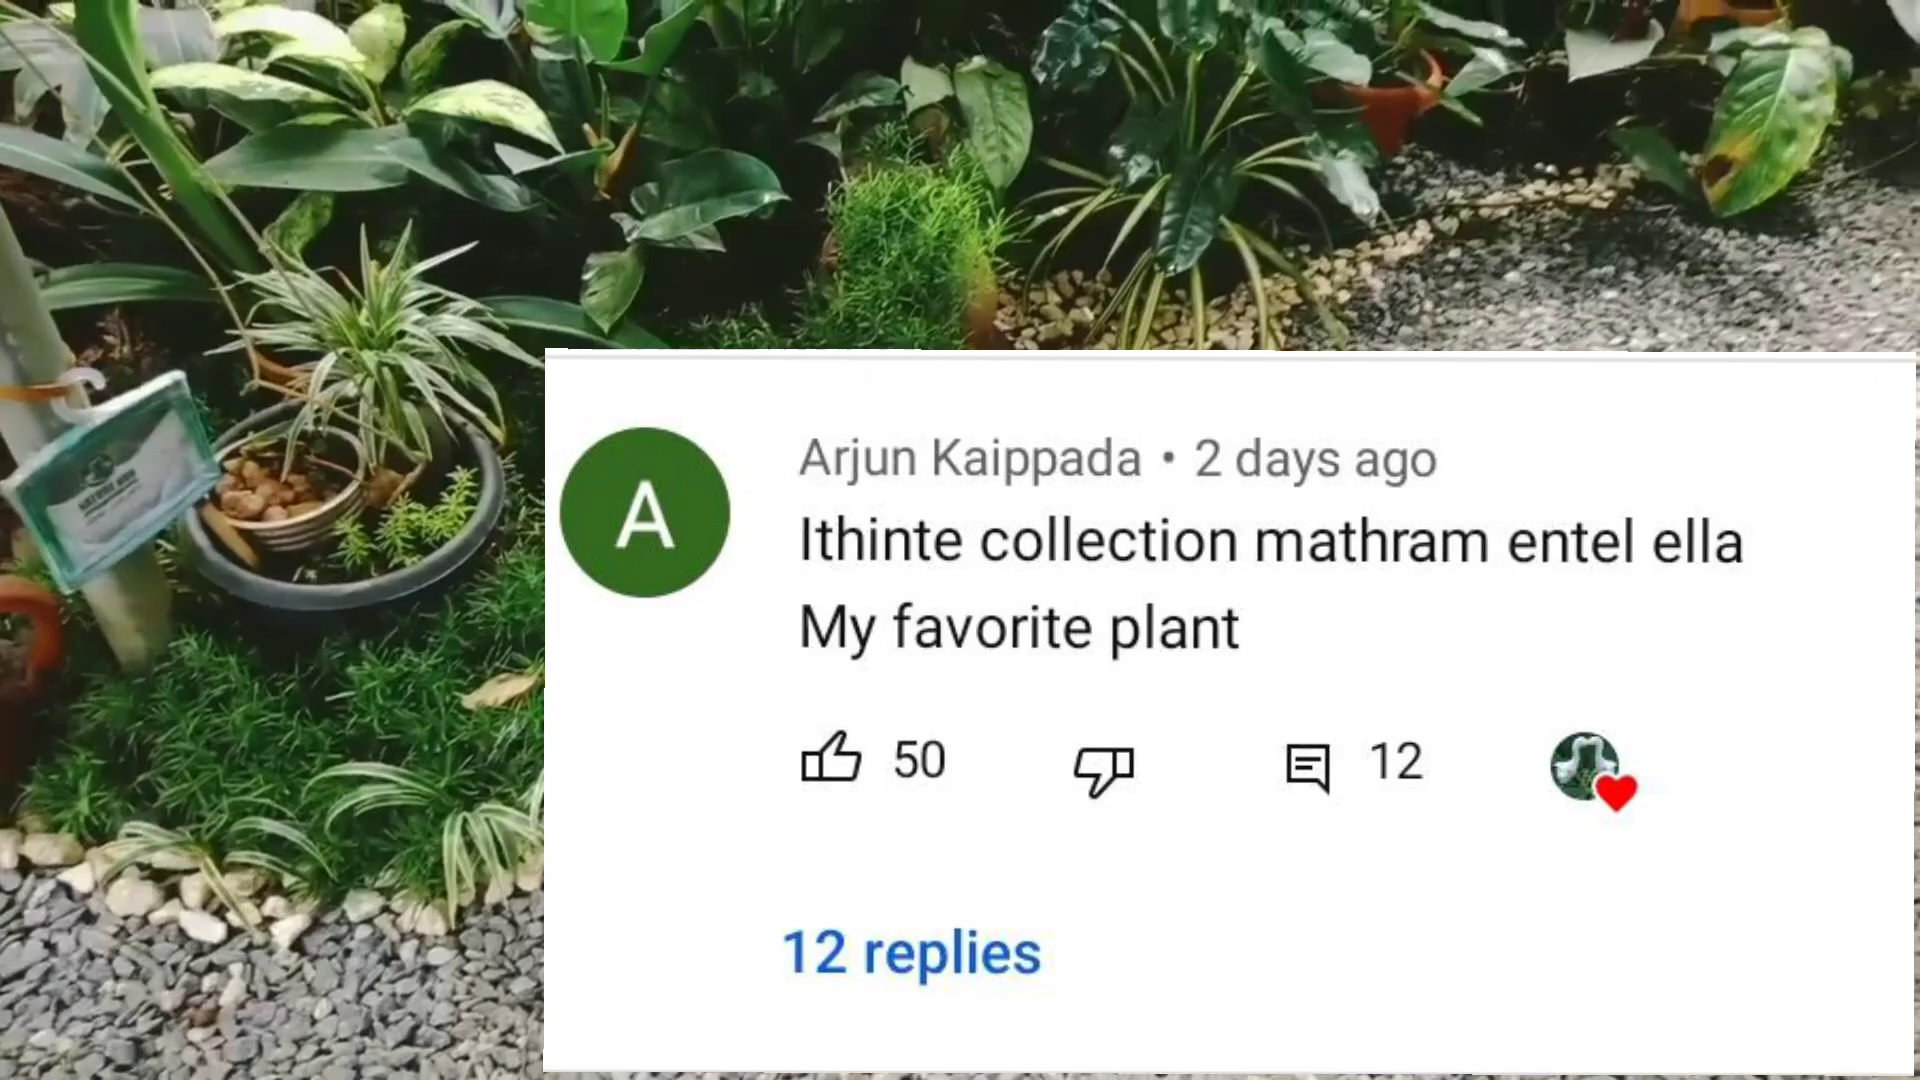 Arjun Kaippada • 2 days ago
A
Ithinte collection mathram entel ella
My favorite plant
50
12
12 replies